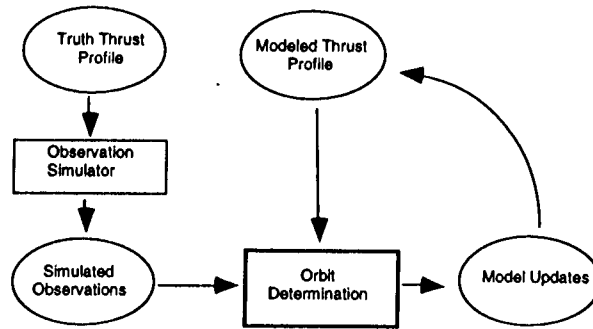 Truth Thrust
Profile
Modeled Thrust
Profile
Observation
Simulator
Simulated
Observations
Orbit
Determination
Model Updates